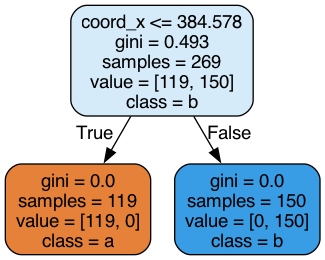 coord_x <= 384.578
gini = 0.493
samples = 269
value = [119, 150]
class = b
True
False
gini = 0.0
samples = 119
value = [119, 0]
class = a
gini = 0.0
samples = 150
value = [0, 150]
class = b